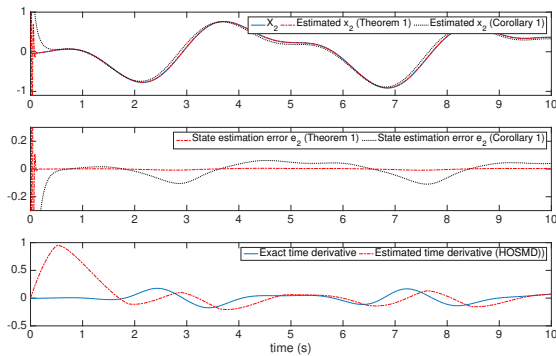 X₂ Estimated x₂ (Theorem 1) Estimated x₂ (Corollary 1)
1
0
-1
0 1 2 3 4 5 6 7 8 9 10
State estimation error e₂ (Theorem 1) State estimation error e₂ (Corollary 1)
0.2
0
-0.2
0 1 2 3 4 5 6 7 8 9 10
Exact time derivative Estimated time derivative (HOSMD))
1
0.5
0
-0.5
0 1 2 3 4 5 6 7 8 9 10
time (s)